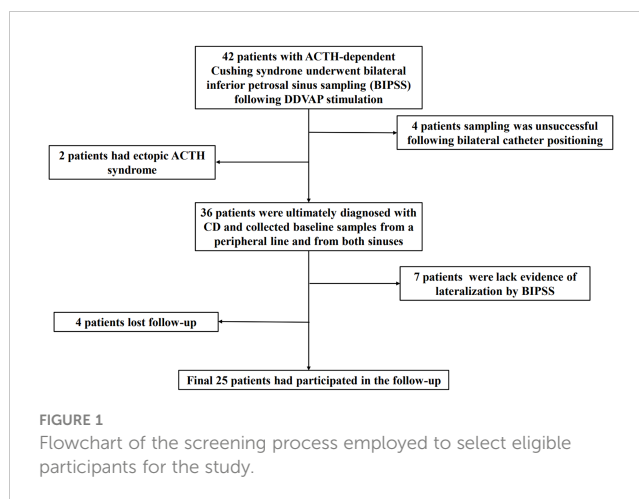 42 patients with ACTH-dependent
Cushing syndrome underwent bilateral
inferior petrosal sinus sampling (BIPSS)
following DDVAP stimulation
4 patients sampling was unsuccessful
following bilateral catheter positioning
2 patients had ectopic ACTH
syndrome
36 patients were ultimately diagnosed with
CD and collected baseline samples from a
peripheral line and from both sinuses
7 patients were lack evidence of
lateralization by BIPSS
4 patients lost follow-up
Final 25 patients had participated in the follow-up
FIGURE 1
Flowchart of the screening process employed to select eligible
participants for the study.